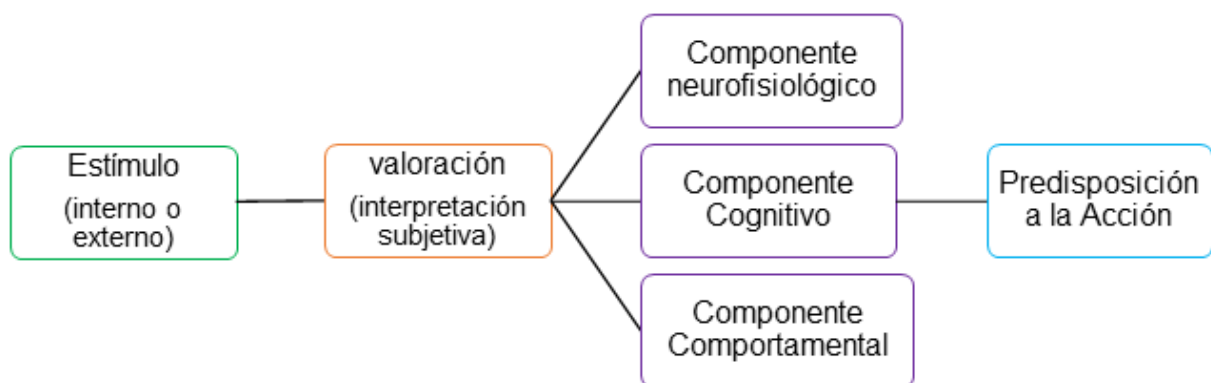 Estímulo
(interno o
externo)
valoración
(interpretación
subjetiva)
Componente
neurofisiológico
Componente
Cognitivo
Componente
Comportamental
Predisposición
a la Acción